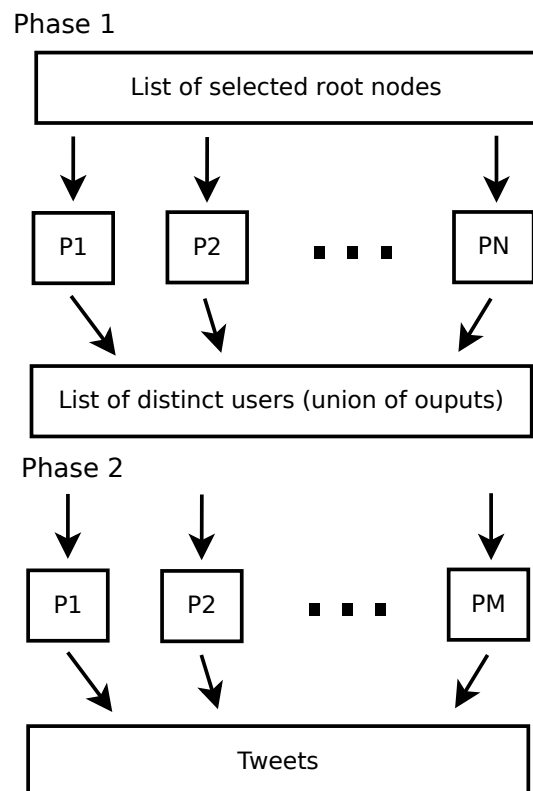 Phase 1
List of selected root nodes
P1 P2 PN
List of distinct users (union of ouputs)
Phase 2
P1 P2 PM
Tweets